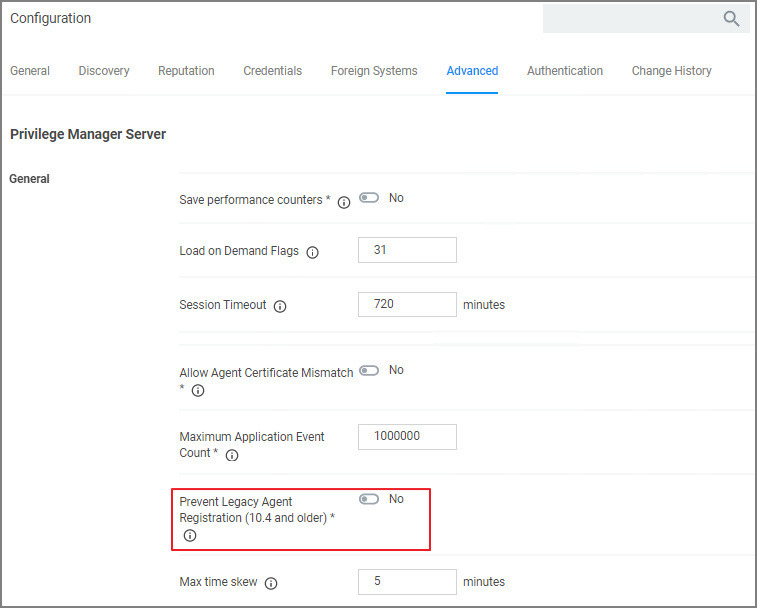 Configuration
General Discovery Reputation Credentials Foreign Systems Advanced Authentication Change History
Privilege Manager Server
General
Save performance counters * No
Load on Demand Flags 31
Session Timeout 720 minutes
Allow Agent Certificate Mismatch No
*
Maximum Application Event 1000000
Count *
Prevent Legacy Agent No
Registration (10.4 and older) *
Max time skew 5 minutes